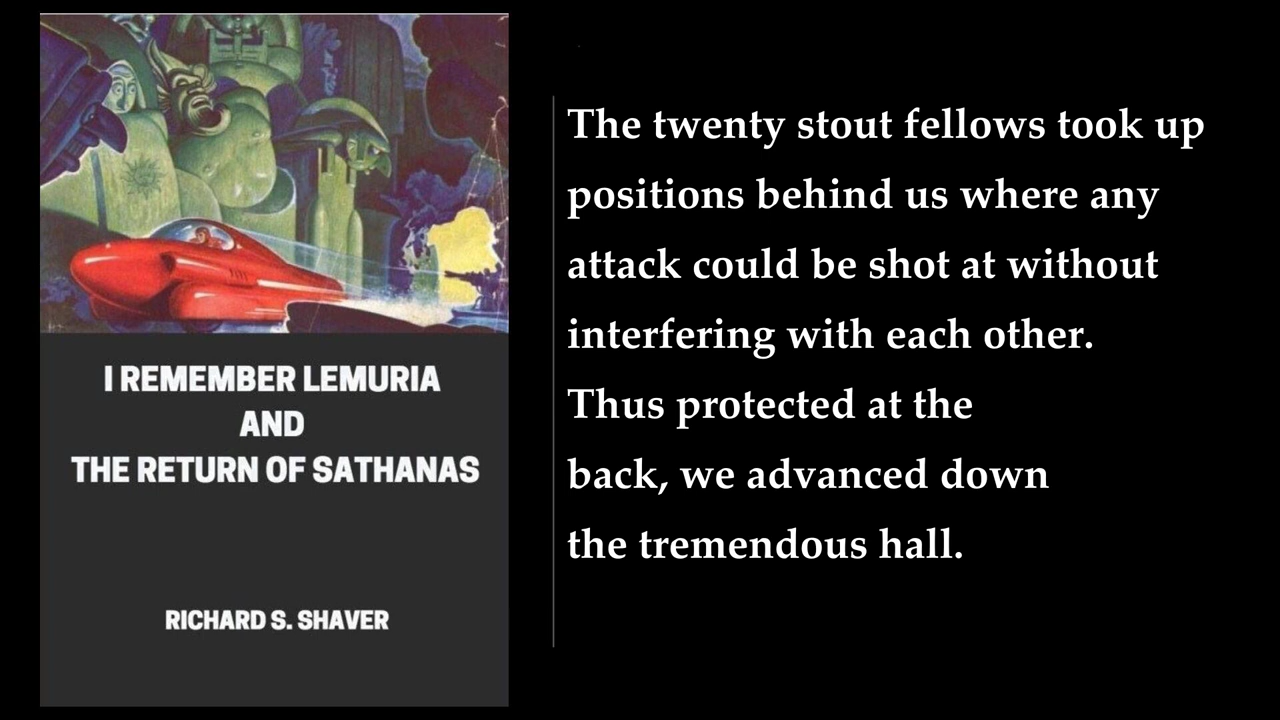 I REMEMBER LEMURIA
AND
THE RETURN OF SATHANAS
RICHARD S. SHAVER
The twenty stout fellows took up
positions behind us where any
attack could be shot at without
interfering with each other.
Thus protected at the
back, we advanced down
the tremendous hall.